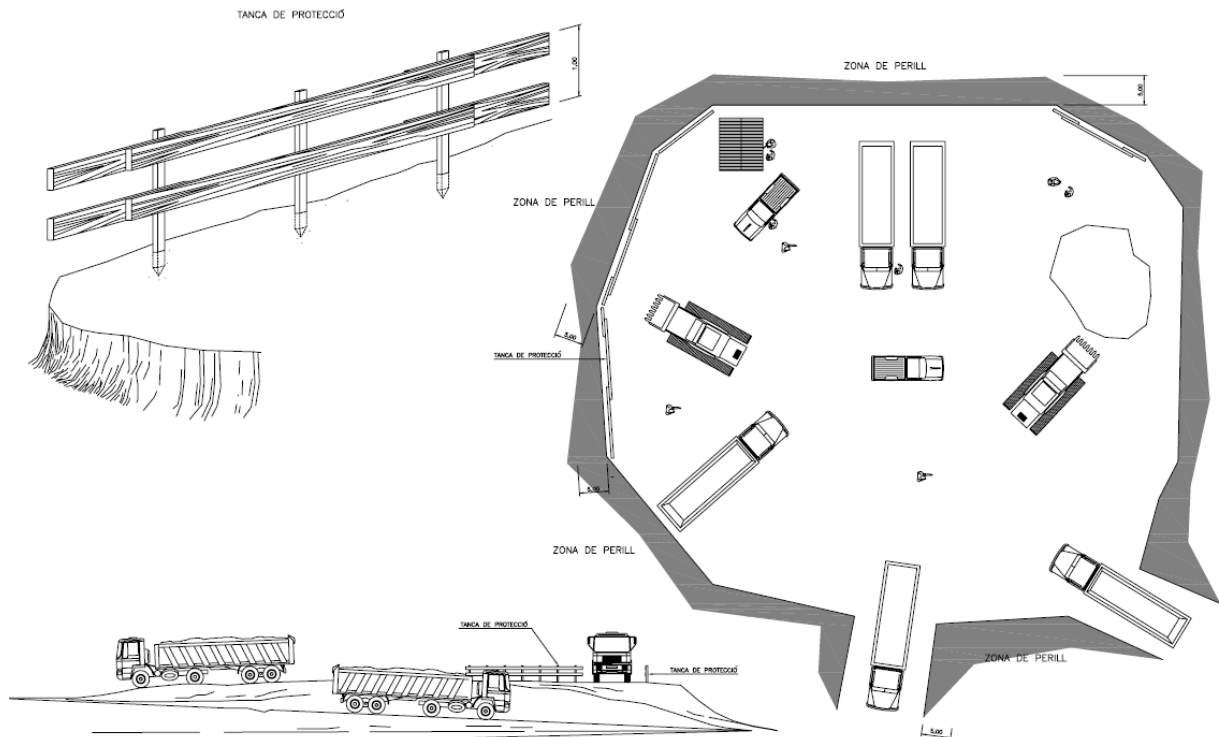 TANCA DE PROTECCIÓ
1,00
ZONA DE PERILL
5,00
ZONA DE PERILL
5,00
TANCA DE PROTECCIÓ
5,00
ZONA DE PERILL
TANCA DE PROTECCIÓ
TANCA DE PROTECCIÓ
ZONA DE PERILL
5,00